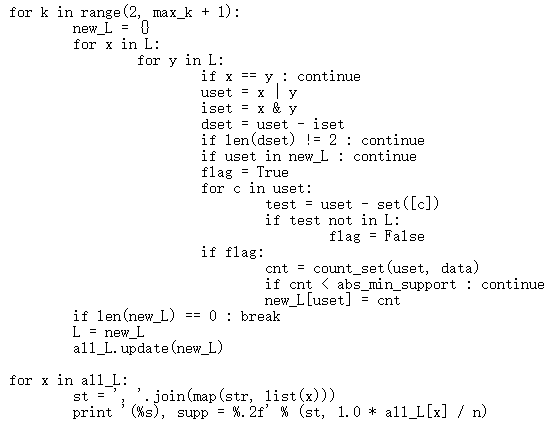 for k in range(2, max_k + 1):
        new_L = {}
        for x in L:
                for y in L:
                        if x == y : continue
                        uset = x | y
                        iset = x & y
                        dset = uset - iset
                        if len(dset) != 2 : continue
                        if uset in new_L : continue
                        flag = True
                        for c in uset:
                                test = uset - set([c])
                                if test not in L:
                                        flag = False
                        if flag:
                                cnt = count_set(uset, data)
                                if cnt < abs_min_support : continue
                                new_L[uset] = cnt
        if len(new_L) == 0 : break
        L = new_L
        all_L.update(new_L)

for x in all_L:
        st = ', '.join(map(str, list(x)))
        print '(%s), supp = %.2f' % (st, 1.0 * all_L[x] / n)